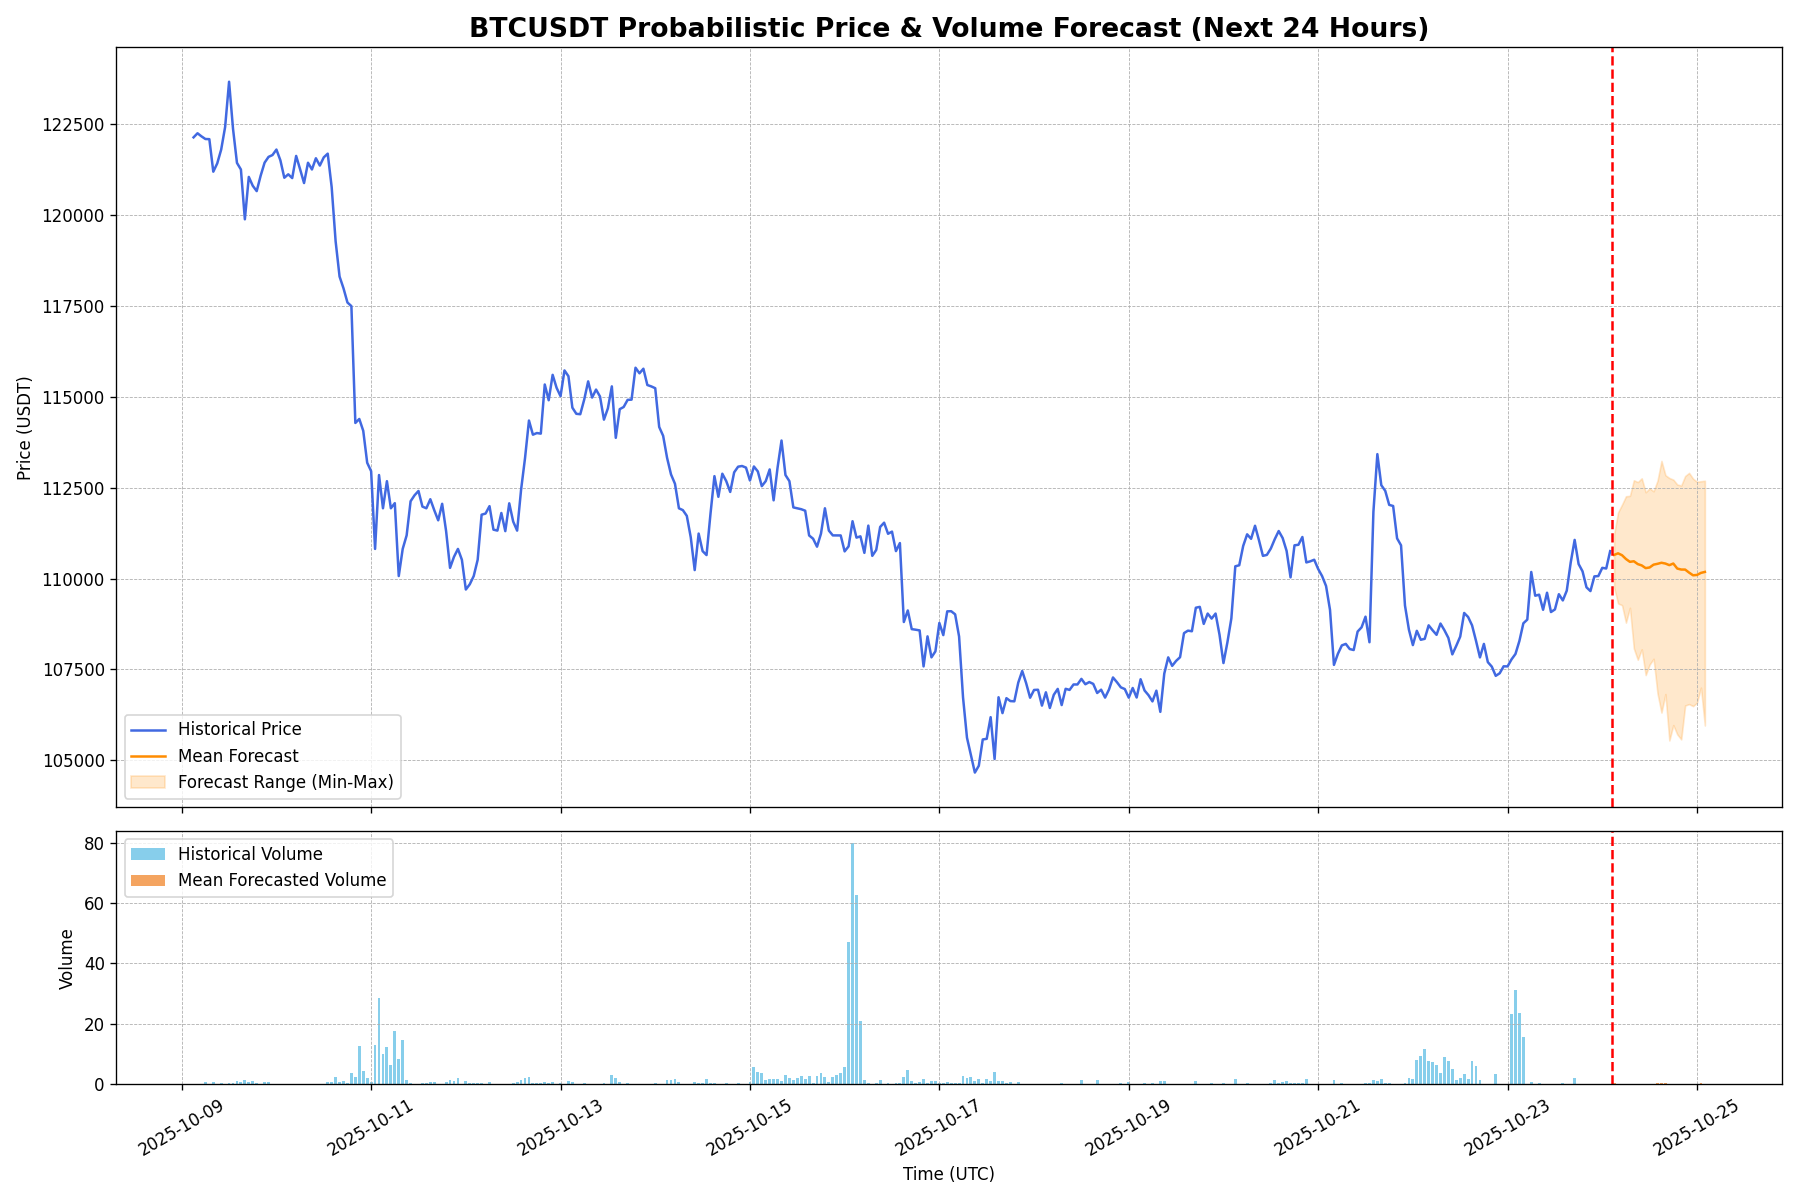 BTCUSDT Probabilistic Price & Volume Forecast (Next 24 Hours)
122500
120000
117500
115000
112500
110000
107500
105000
Price (USDT)
Historical Price
Mean Forecast
Forecast Range (Min-Max)
80
60
40
20
0
Volume
Historical Volume
Mean Forecasted Volume
2025-10-09
2025-10-11
2025-10-13
2025-10-15
2025-10-17
2025-10-19
2025-10-21
2025-10-23
2025-10-25
Time (UTC)